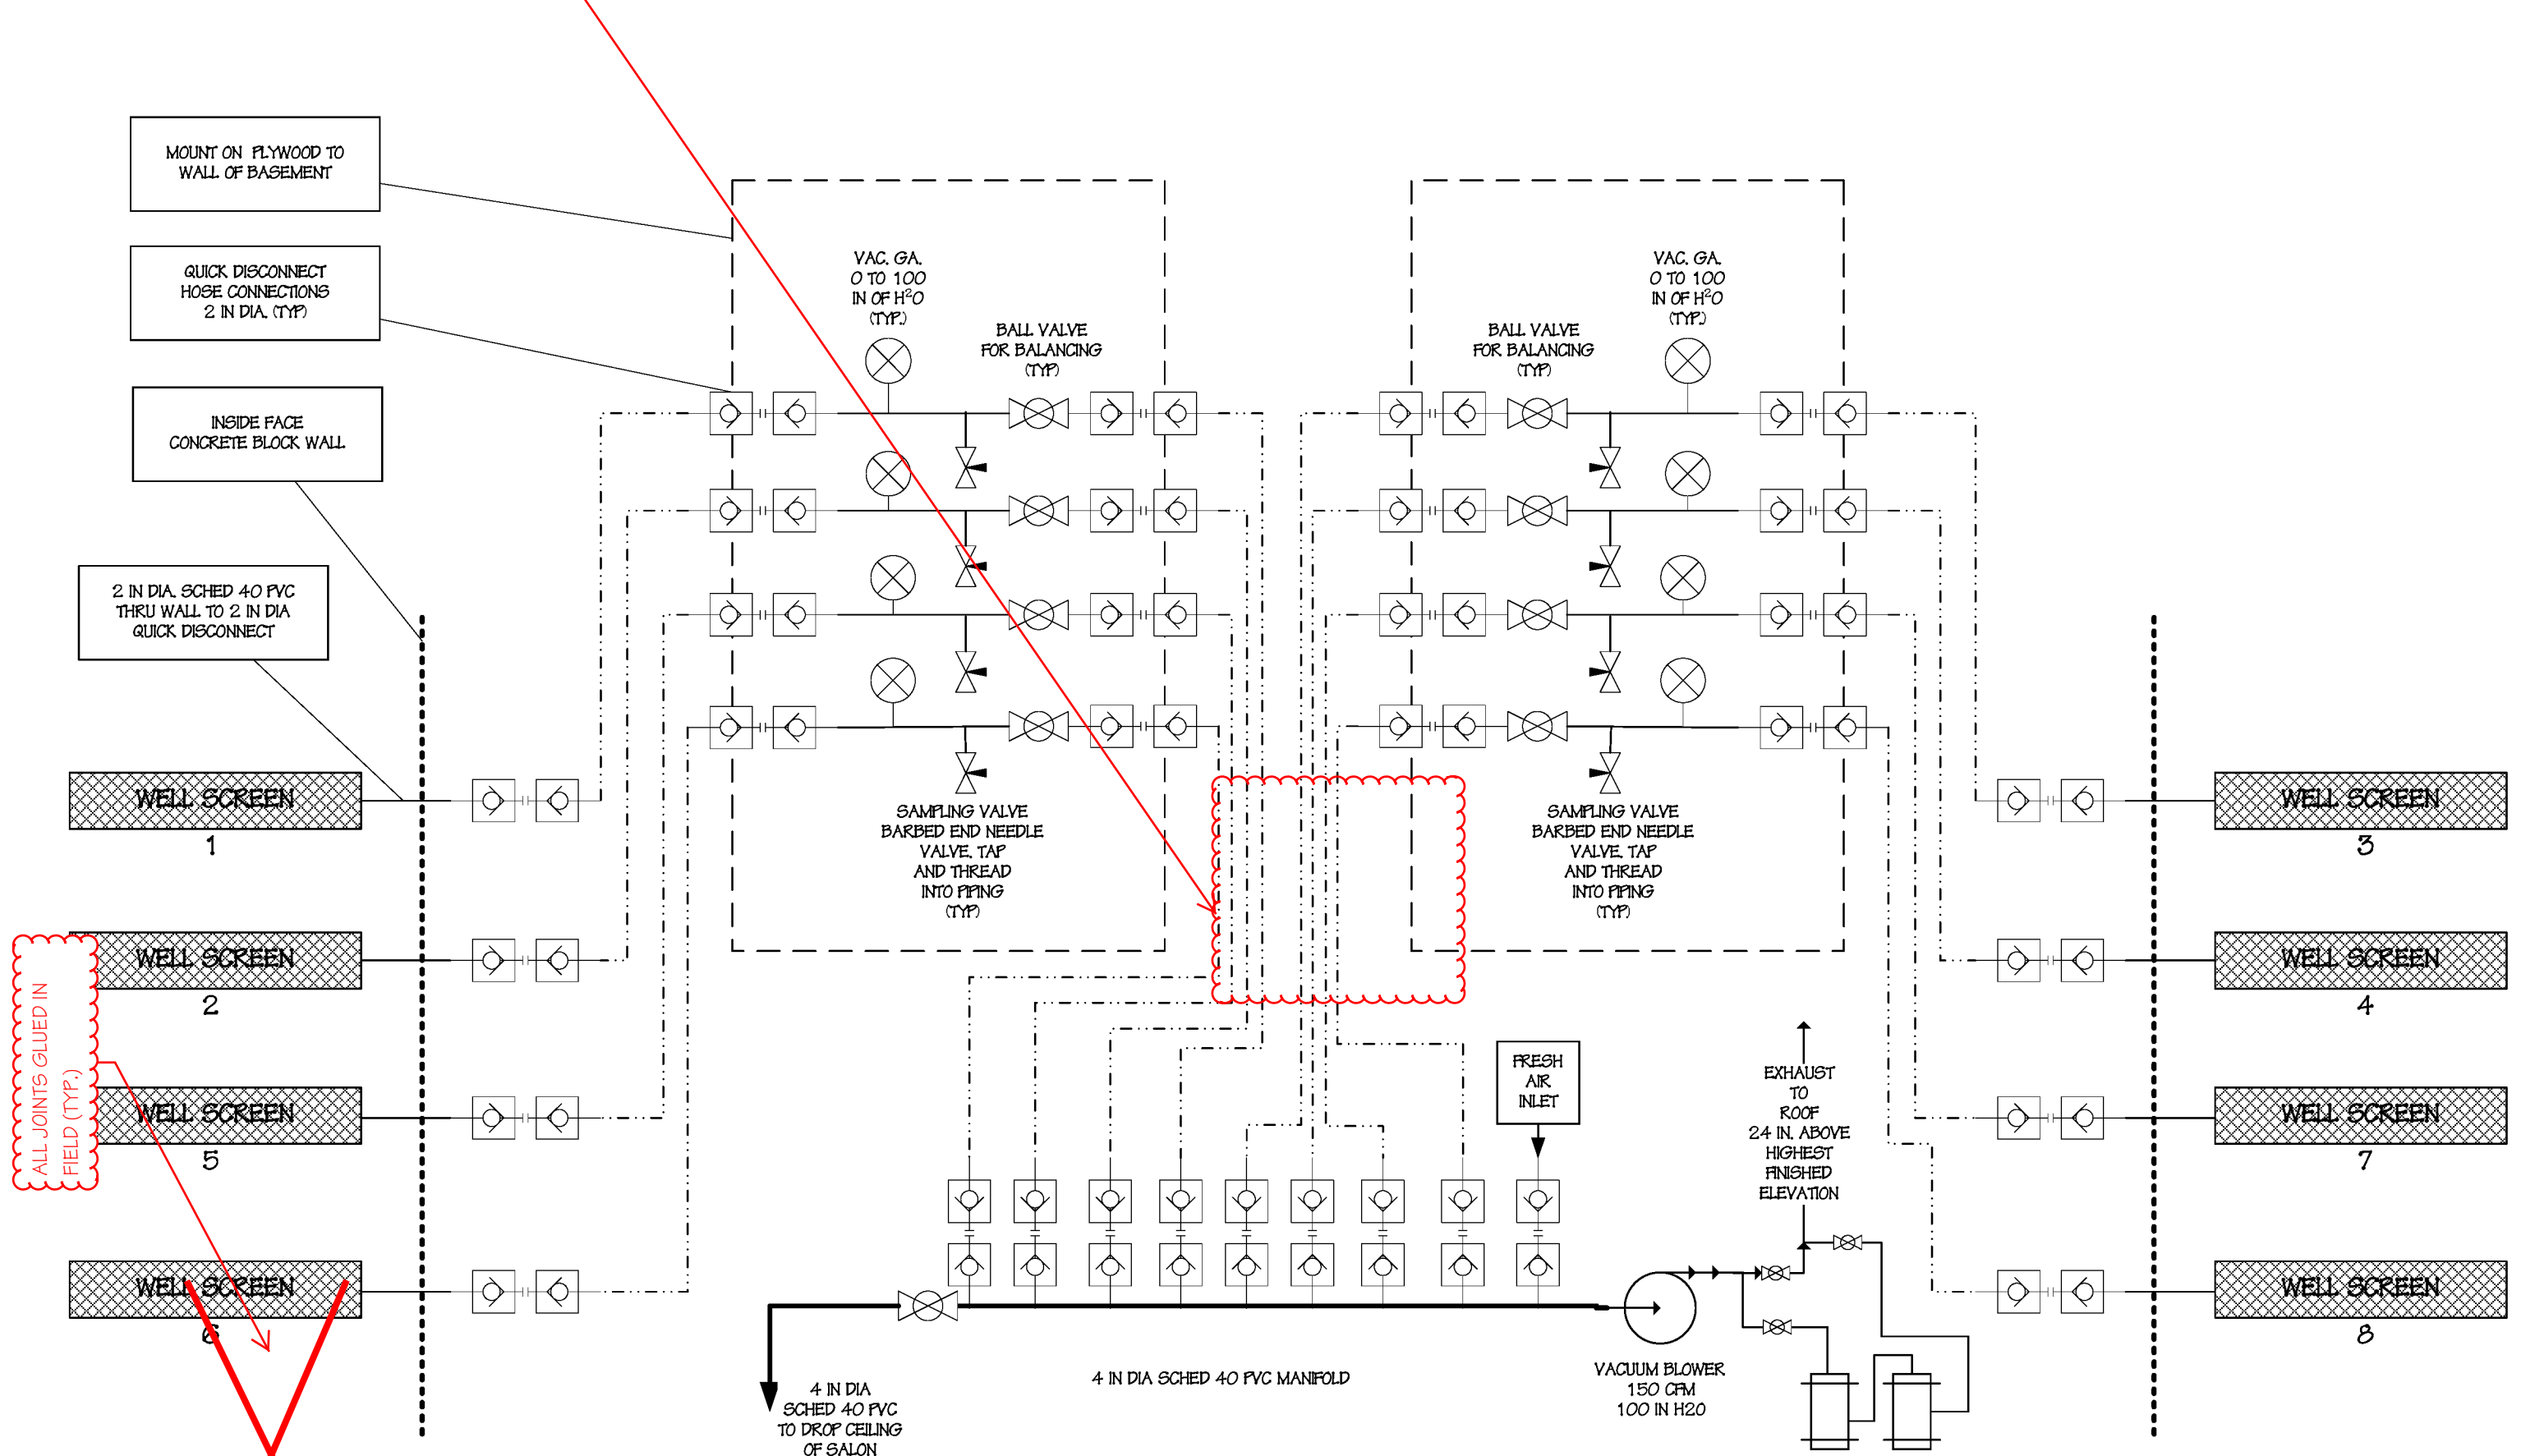 MOUNT ON PLYWOOD TO
WALL OF BASEMENT
QUICK DISCONNECT
HOSE CONNECTIONS
2 IN DIA. (TYP)
INSIDE FACE
CONCRETE BLOCK WALL
2 IN DIA. SCHED 40 PVC
THRU WALL TO 2 IN DIA
QUICK DISCONNECT
VAC. GA.
0 TO 100
IN OF H²O
(TYP.)
BALL VALVE
FOR BALANCING
(TYP)
BALL VALVE
FOR BALANCING
(TYP)
VAC. GA.
0 TO 100
IN OF H²O
(TYP.)
SAMPLING VALVE
BARBED END NEEDLE
VALVE. TAP
AND THREAD
INTO PIPING
(TYP)
SAMPLING VALVE
BARBED END NEEDLE
VALVE. TAP
AND THREAD
INTO PIPING
(TYP)
WELL SCREEN
1
WELL SCREEN
2
WELL SCREEN
5
WELL SCREEN
6
ALL JOINTS GLUED IN
FIELD (TYP.)
WELL SCREEN
3
WELL SCREEN
4
WELL SCREEN
7
WELL SCREEN
8
FRESH
AIR
INLET
EXHAUST
TO
ROOF
24 IN. ABOVE
HIGHEST
FINISHED
ELEVATION
4 IN DIA
SCHED 40 PVC
TO DROP CEILING
OF SALON
4 IN DIA SCHED 40 PVC MANIFOLD
VACUUM BLOWER
150 CFM
100 IN H20